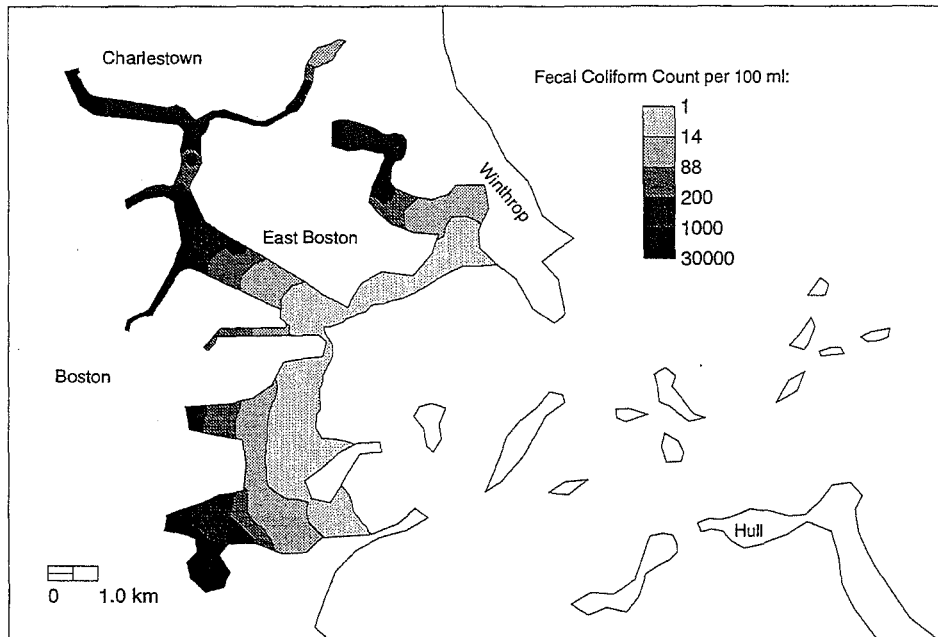 Charlestown
Fecal Coliform Count per 100 ml:
1
14
88
200
1000
30000
Winthrop
East Boston
Boston
Hull
0 1.0 km